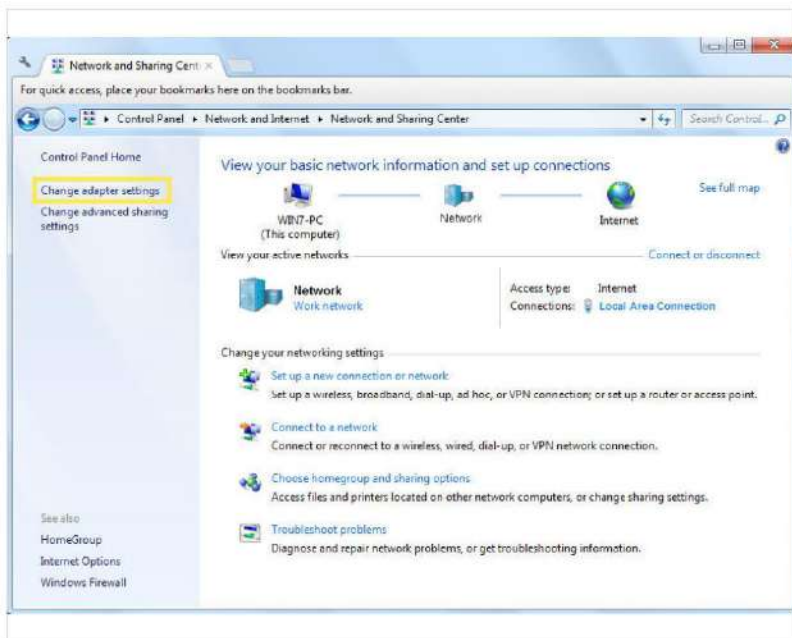 Network and Sharing Cent
For quick access, place your bookmarks here on the bookmarks bar.
Control Panel Network and Internet Network and Sharing Center
Search Control...
Control Panel Home
Change adapter settings
Change advanced sharing
settings
View your basic network information and set up connections
See full map
WIN7-PC
(This computer)
Network
Internet
View your active networks
Connect or disconnect
Network
Work network
Access type: Internet
Connections: Local Area Connection
Change your networking settings
Set up a new connection or network
Set up a wireless, broadband, dial-up, ad hoc, or VPN connection; or set up a router or access point.
Connect to a network
Connect or reconnect to a wireless, wired, dial-up, or VPN network connection.
Choose homegroup and sharing options
Access files and printers located on other network computers, or change sharing settings.
Troubleshoot problems
Diagnose and repair network problems, or get troubleshooting information.
See also
HomeGroup
Internet Options
Windows Firewall